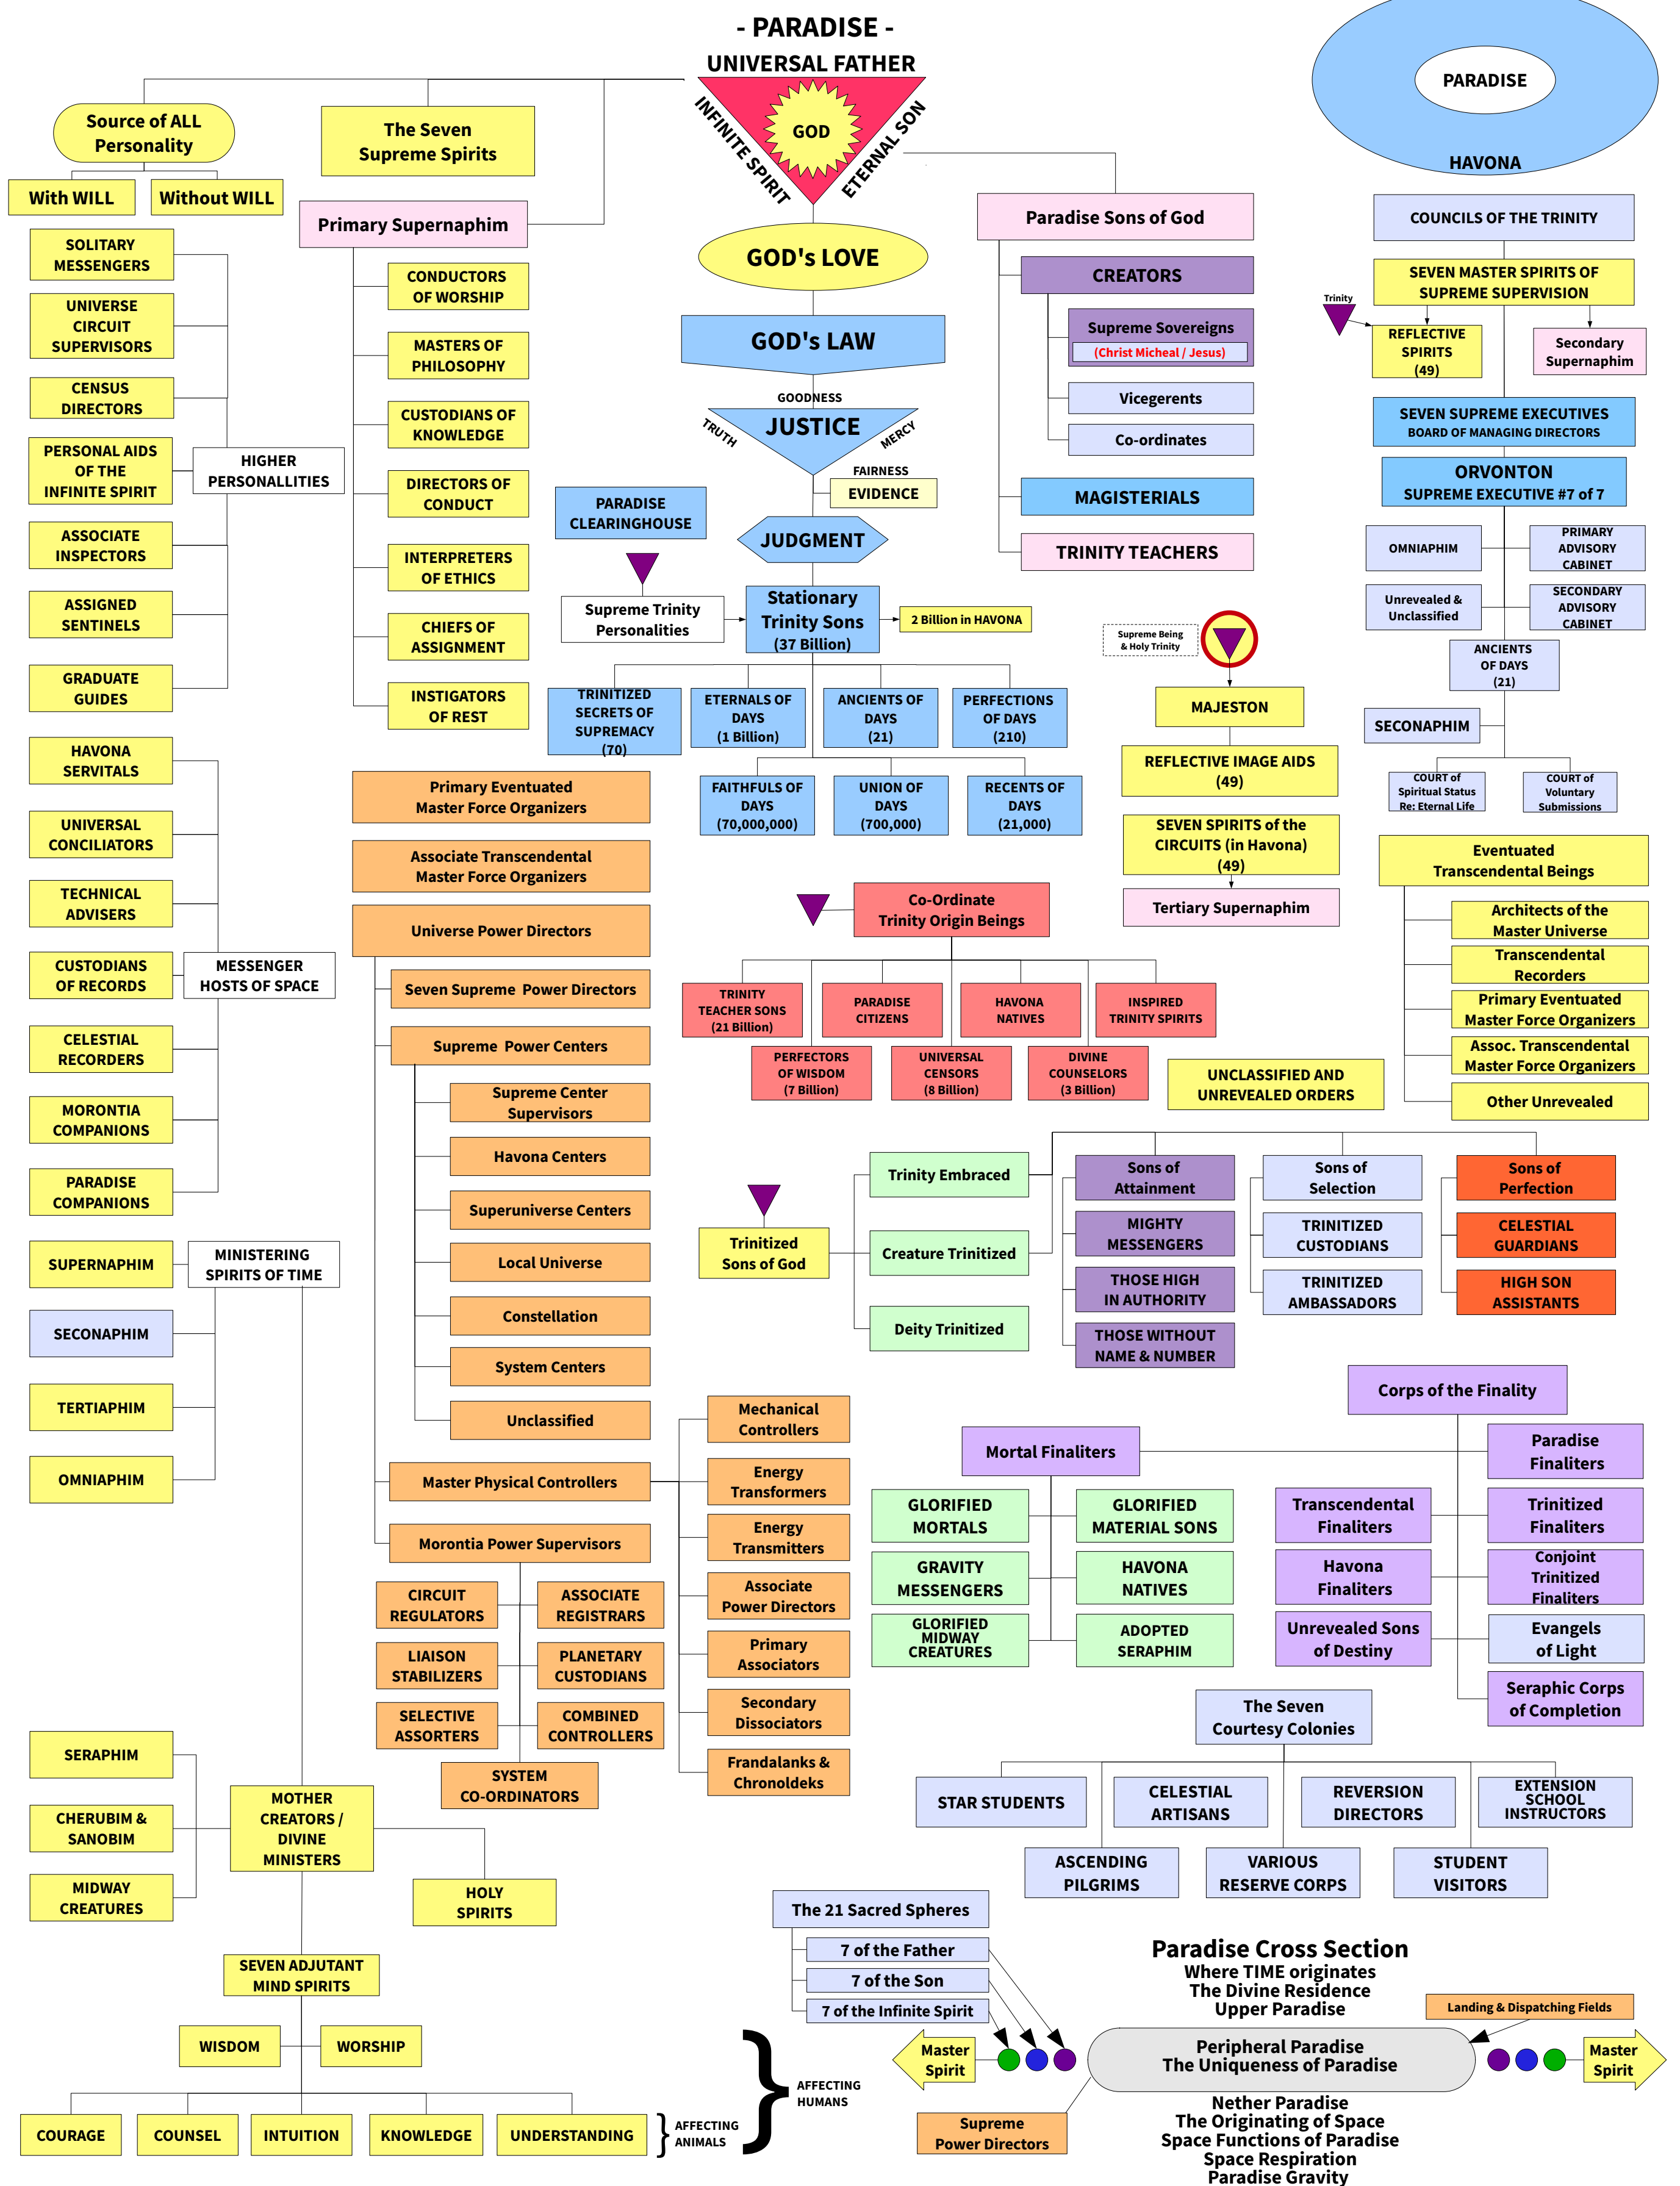 - PARADISE -
UNIVERSAL FATHER
INFINITE SPIRIT
ETERNAL SON
GOD
PARADISE
HAVONA
Source of ALL
Personality
With WILL
Without WILL
The Seven
Supreme Spirits
Primary Supernaphim
SOLITARY
MESSENGERS
UNIVERSE
CIRCUIT
SUPERVISORS
CENSUS
DIRECTORS
PERSONAL AIDS
OF THE
INFINITE SPIRIT
HIGHER
PERSONALLITIES
ASSOCIATE
INSPECTORS
ASSIGNED
SENTINELS
GRADUATE
GUIDES
HAVONA
SERVITALS
UNIVERSAL
CONCILIATORS
TECHNICAL
ADVISERS
CUSTODIANS
OF RECORDS
MESSENGER
HOSTS OF SPACE
CELESTIAL
RECORDERS
MORONTIA
COMPANIONS
PARADISE
COMPANIONS
SUPERNAPHIM
MINISTERING
SPIRITS OF TIME
SECONAPHIM
TERTIAPHIM
OMNIAPHIM
SERAPHIM
CHERUBIM &
SANOBIM
MIDWAY
CREATURES
MOTHER
CREATORS /
DIVINE
MINISTERS
HOLY
SPIRITS
SEVEN ADJUTANT
MIND SPIRITS
WISDOM
WORSHIP
COURAGE
COUNSEL
INTUITION
KNOWLEDGE
UNDERSTANDING
AFFECTING
ANIMALS
AFFECTING
HUMANS
CONDUCTORS
OF WORSHIP
MASTERS OF
PHILOSOPHY
CUSTODIANS OF
KNOWLEDGE
DIRECTORS OF
CONDUCT
INTERPRETERS
OF ETHICS
CHIEFS OF
ASSIGNMENT
INSTIGATORS
OF REST
Primary Eventuated
Master Force Organizers
Associate Transcendental
Master Force Organizers
Universe Power Directors
Seven Supreme  Power Directors
Supreme  Power Centers
Supreme Center
Supervisors
Havona Centers
Superuniverse Centers
Local Universe
Constellation
System Centers
Unclassified
Master Physical Controllers
Morontia Power Supervisors
CIRCUIT
REGULATORS
ASSOCIATE
REGISTRARS
LIAISON
STABILIZERS
PLANETARY
CUSTODIANS
SELECTIVE
ASSORTERS
COMBINED
CONTROLLERS
SYSTEM
CO-ORDINATORS
Mechanical
Controllers
Energy
Transformers
Energy
Transmitters
Associate
Power Directors
Primary
Associators
Secondary
Dissociators
Frandalanks &
Chronoldeks
GOD's LOVE
GOD's LAW
GOODNESS
TRUTH
JUSTICE
MERCY
FAIRNESS
EVIDENCE
JUDGMENT
PARADISE
CLEARINGHOUSE
Supreme Trinity
Personalities
Stationary
Trinity Sons
(37 Billion)
2 Billion in HAVONA
TRINITIZED
SECRETS OF
SUPREMACY
(70)
ETERNALS OF
DAYS
(1 Billion)
ANCIENTS OF
DAYS
(21)
PERFECTIONS
OF DAYS
(210)
FAITHFULS OF
DAYS
(70,000,000)
UNION OF
DAYS
(700,000)
RECENTS OF
DAYS
(21,000)
Co-Ordinate
Trinity Origin Beings
TRINITY
TEACHER SONS
(21 Billion)
PARADISE
CITIZENS
HAVONA
NATIVES
INSPIRED
TRINITY SPIRITS
PERFECTORS
OF WISDOM
(7 Billion)
UNIVERSAL
CENSORS
(8 Billion)
DIVINE
COUNSELORS
(3 Billion)
Paradise Sons of God
CREATORS
Supreme Sovereigns
(Christ Micheal / Jesus)
Vicegerents
Co-ordinates
MAGISTERIALS
TRINITY TEACHERS
Supreme Being
& Holy Trinity
MAJESTON
REFLECTIVE IMAGE AIDS
(49)
SEVEN SPIRITS of the
CIRCUITS (in Havona)
(49)
Tertiary Supernaphim
COUNCILS OF THE TRINITY
SEVEN MASTER SPIRITS OF
SUPREME SUPERVISION
Trinity
REFLECTIVE
SPIRITS
(49)
Secondary
Supernaphim
SEVEN SUPREME EXECUTIVES
BOARD OF MANAGING DIRECTORS
ORVONTON
SUPREME EXECUTIVE #7 of 7
OMNIAPHIM
PRIMARY
ADVISORY
CABINET
Unrevealed &
Unclassified
SECONDARY
ADVISORY
CABINET
ANCIENTS
OF DAYS
(21)
SECONAPHIM
COURT of
Spiritual Status
Re: Eternal Life
COURT of
Voluntary
Submissions
Eventuated
Transcendental Beings
Architects of the
Master Universe
Transcendental
Recorders
Primary Eventuated
Master Force Organizers
Assoc. Transcendental
Master Force Organizers
Other Unrevealed
UNCLASSIFIED AND
UNREVEALED ORDERS
Trinitized
Sons of God
Trinity Embraced
Creature Trinitized
Deity Trinitized
Sons of
Attainment
MIGHTY
MESSENGERS
THOSE HIGH
IN AUTHORITY
THOSE WITHOUT
NAME & NUMBER
Sons of
Selection
TRINITIZED
CUSTODIANS
TRINITIZED
AMBASSADORS
Sons of
Perfection
CELESTIAL
GUARDIANS
HIGH SON
ASSISTANTS
Corps of the Finality
Mortal Finaliters
Paradise
Finaliters
GLORIFIED
MORTALS
GLORIFIED
MATERIAL SONS
GRAVITY
MESSENGERS
HAVONA
NATIVES
GLORIFIED
MIDWAY
CREATURES
ADOPTED
SERAPHIM
Transcendental
Finaliters
Trinitized
Finaliters
Havona
Finaliters
Conjoint
Trinitized
Finaliters
Unrevealed Sons
of Destiny
Evangels
of Light
Seraphic Corps
of Completion
The Seven
Courtesy Colonies
STAR STUDENTS
CELESTIAL
ARTISANS
REVERSION
DIRECTORS
EXTENSION
SCHOOL
INSTRUCTORS
ASCENDING
PILGRIMS
VARIOUS
RESERVE CORPS
STUDENT
VISITORS
The 21 Sacred Spheres
7 of the Father
7 of the Son
7 of the Infinite Spirit
Paradise Cross Section
Where TIME originates
The Divine Residence
Upper Paradise
Landing & Dispatching Fields
Master
Spirit
Peripheral Paradise
The Uniqueness of Paradise
Master
Spirit
Supreme
Power Directors
Nether Paradise
The Originating of Space
Space Functions of Paradise
Space Respiration
Paradise Gravity